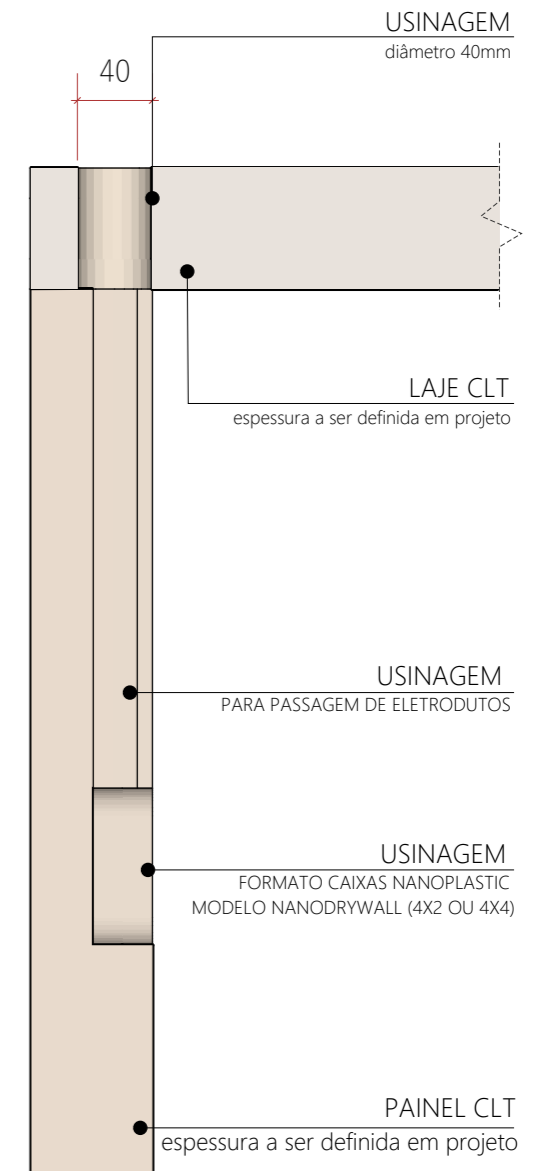 USINAGEM
diâmetro 40mm
40
LAJE CLT
espessura a ser definida em projeto
USINAGEM
PARA PASSAGEM DE ELETRODUTOS
USINAGEM
FORMATO CAIXAS NANOPLASTIC
MODELO NANODRYWALL (4X2 OU 4X4)
PAINEL CLT
espessura a ser definida em projeto